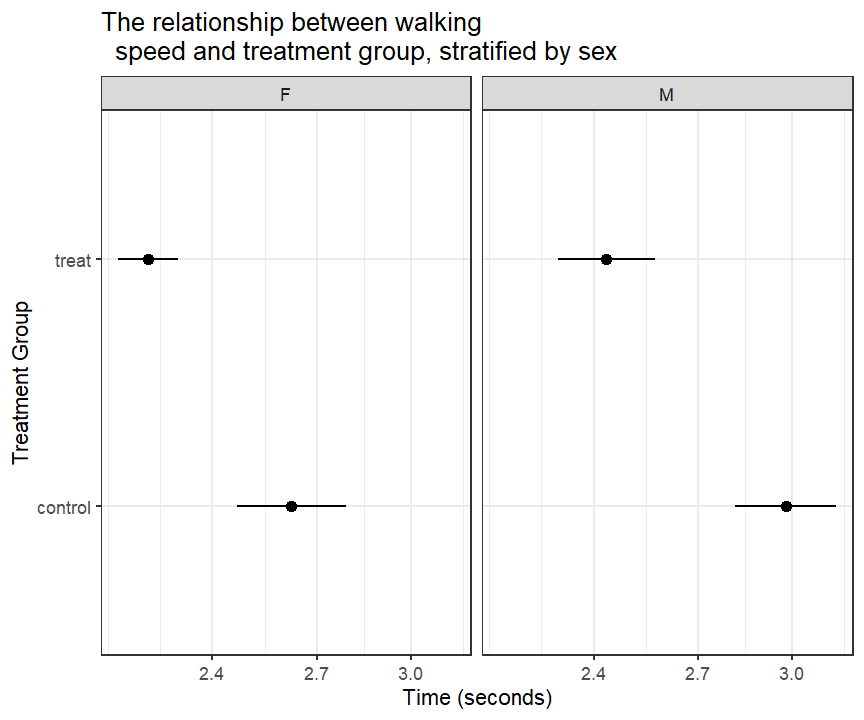 The relationship between walking
speed and treatment group, stratified by sex
F
M
treat
control
Treatment Group
2.4 2.7 3.0
2.4 2.7 3.0
Time (seconds)